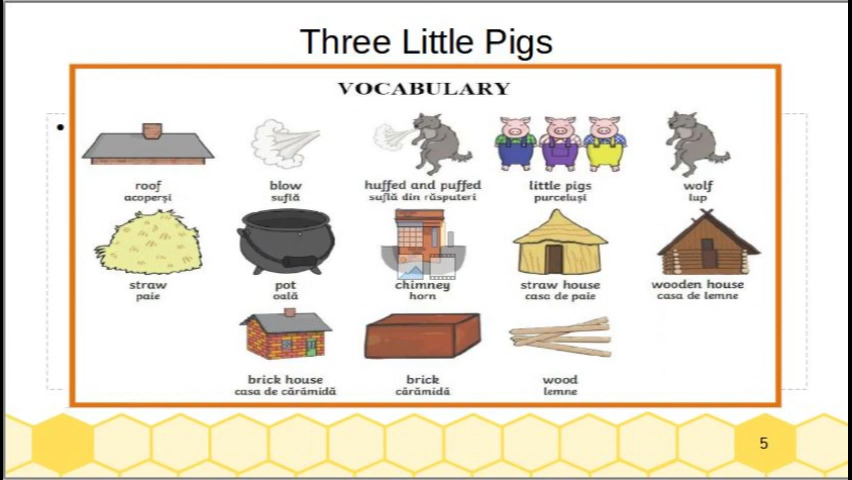 Three Little Pigs
VOCABULARY
roof blow huffed and puffed little pigs wolf
acoperși suflă suflă din răsputeri purceluși lup
straw pot chimney straw house wooden house
paie oală horn casa de paie casa de lemne
brick house brick wood
casa de cărămidă cărămidă lemne
5